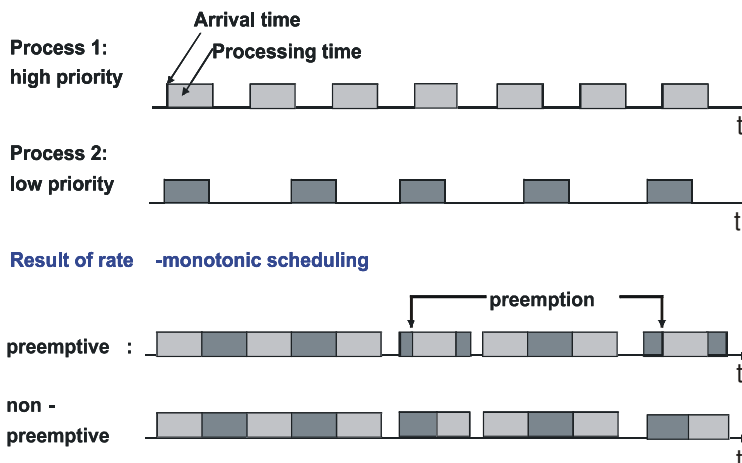 Arrival time
Process 1:
Processing time
high priority
t
Process 2:
low priority
t
Result of rate -monotonic scheduling
preemption
preemptive :
t
non -
preemptive
t